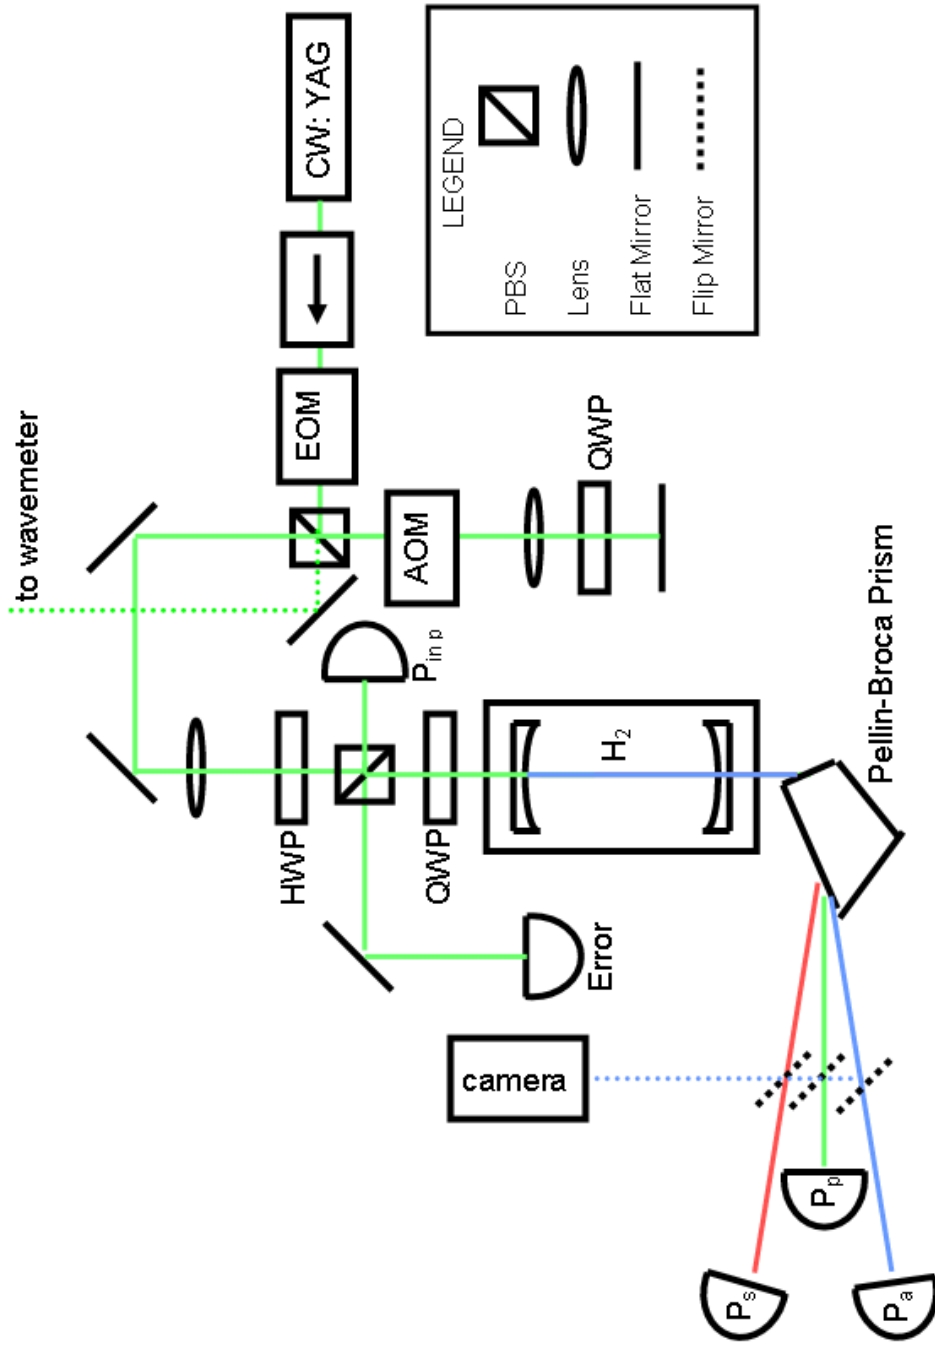 to wavemeter
CW: YAG
EOM
AOM
QWP
P in p
HWP
QWP
H2
Pellin-Broca Prism
Error
camera
Ps
Pp
Pa
LEGEND
PBS
Lens
Flat Mirror
Flip Mirror